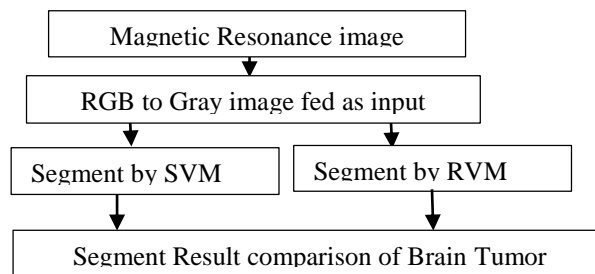 Magnetic Resonance image
RGB to Gray image fed as input
Segment by SVM
Segment by RVM
Segment Result comparison of Brain Tumor